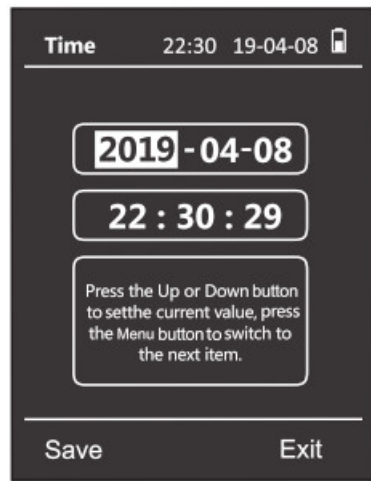 Time 22:30 19-04-08
2019-04-08
22 : 30 : 29
Press the Up or Down button
to setthe current value, press
the Menu button to switch to
the next item.
Save Exit